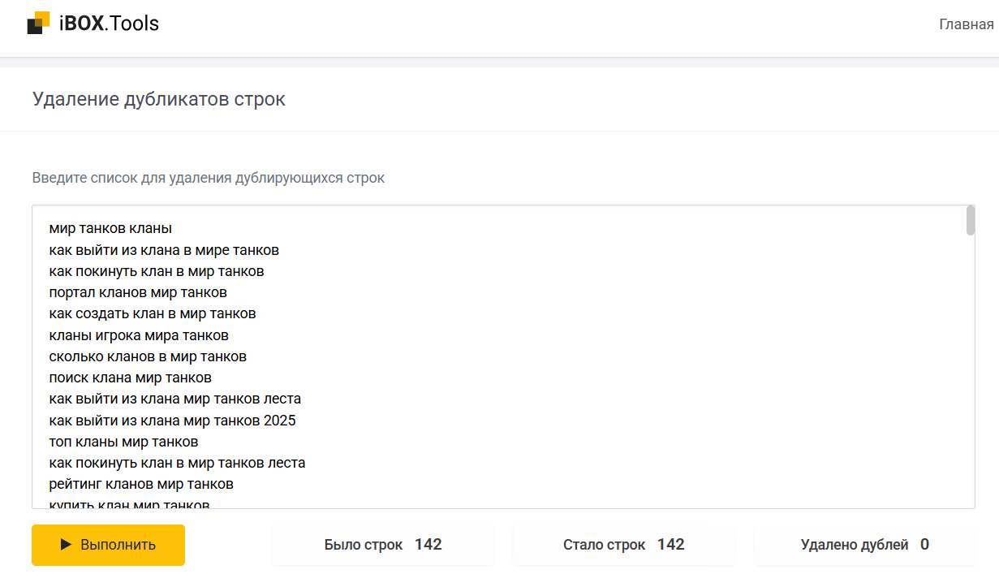 iBOX.Tools
Главная
Удаление дубликатов строк
Введите список для удаления дублирующихся строк
мир танков кланы
как выйти из клана в мире танков
как покинуть клан в мир танков
портал кланов мир танков
как создать клан в мир танков
кланы игрока мира танков
сколько кланов в мир танков
поиск клана мир танков
как выйти из клана мир танков леста
как выйти из клана мир танков 2025
топ кланы мир танков
как покинуть клан в мир танков леста
рейтинг кланов мир танков
купить клан мир танков
Выполнить
Было строк 142
Стало строк 142
Удалено дублей 0